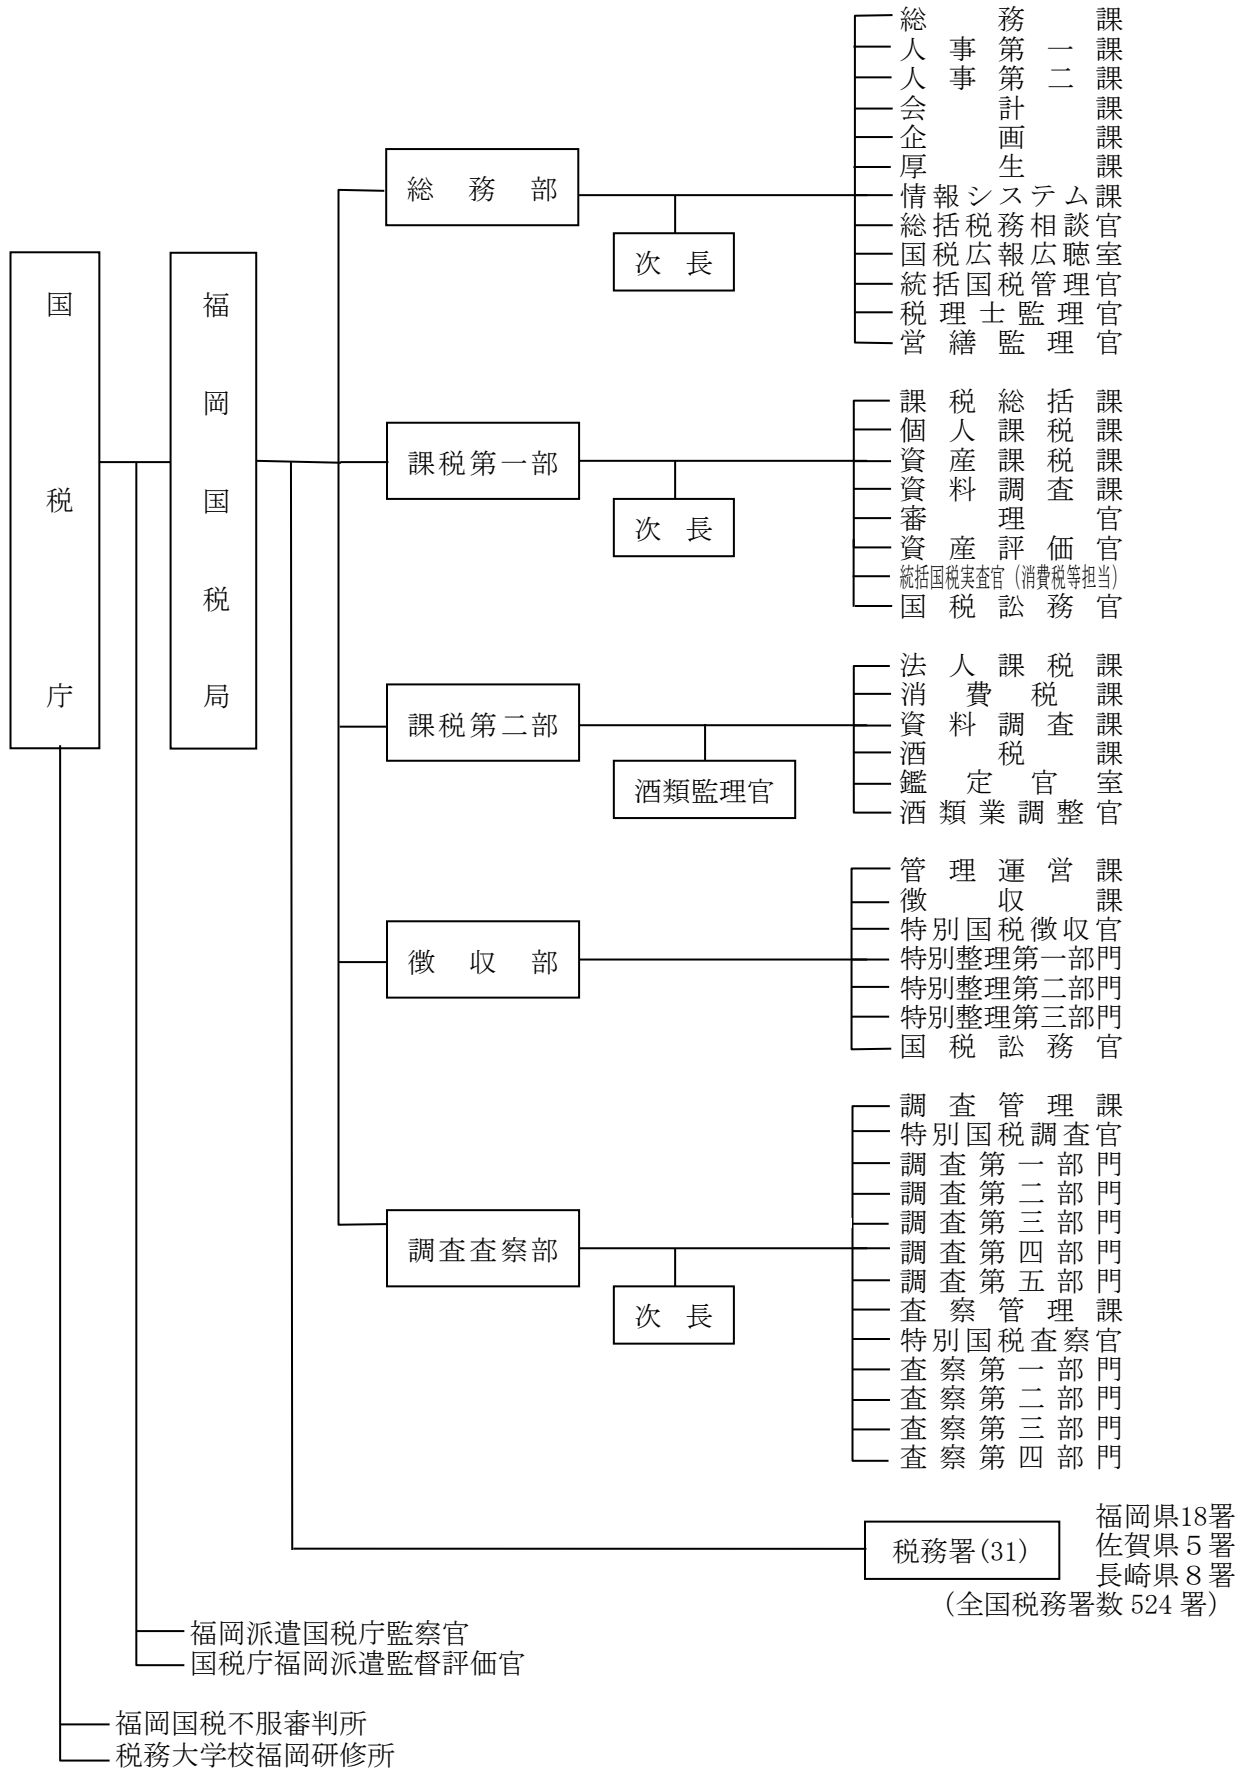 国税庁
福岡国税局
総務部
次長
総務課
人事第一課
人事第二課
会計課
企画課
厚生課
情報システム課
総括税務相談官
国税広報広聴室
統括国税管理官
税理士監理官
営繕監理官
課税第一部
次長
課税総括課
個人課税課
資産課税課
資料調査課
審理官
資産評価官
統括国税実査官（消費税等担当）
国税訟務官
課税第二部
酒類監理官
法人課税課
消費税課
資料調査課
酒税課
鑑定官室
酒類業調整官
徴収部
管理運営課
徴収課
特別国税徴収官
特別整理第一部門
特別整理第二部門
特別整理第三部門
国税訟務官
調査査察部
次長
調査管理課
特別国税調査官
調査第一部門
調査第二部門
調査第三部門
調査第四部門
調査第五部門
査察管理課
特別国税査察官
査察第一部門
査察第二部門
査察第三部門
査察第四部門
税務署(31)
福岡県18署
佐賀県５署
長崎県８署
（全国税務署数 524 署）
福岡派遣国税庁監察官
国税庁福岡派遣監督評価官
福岡国税不服審判所
税務大学校福岡研修所